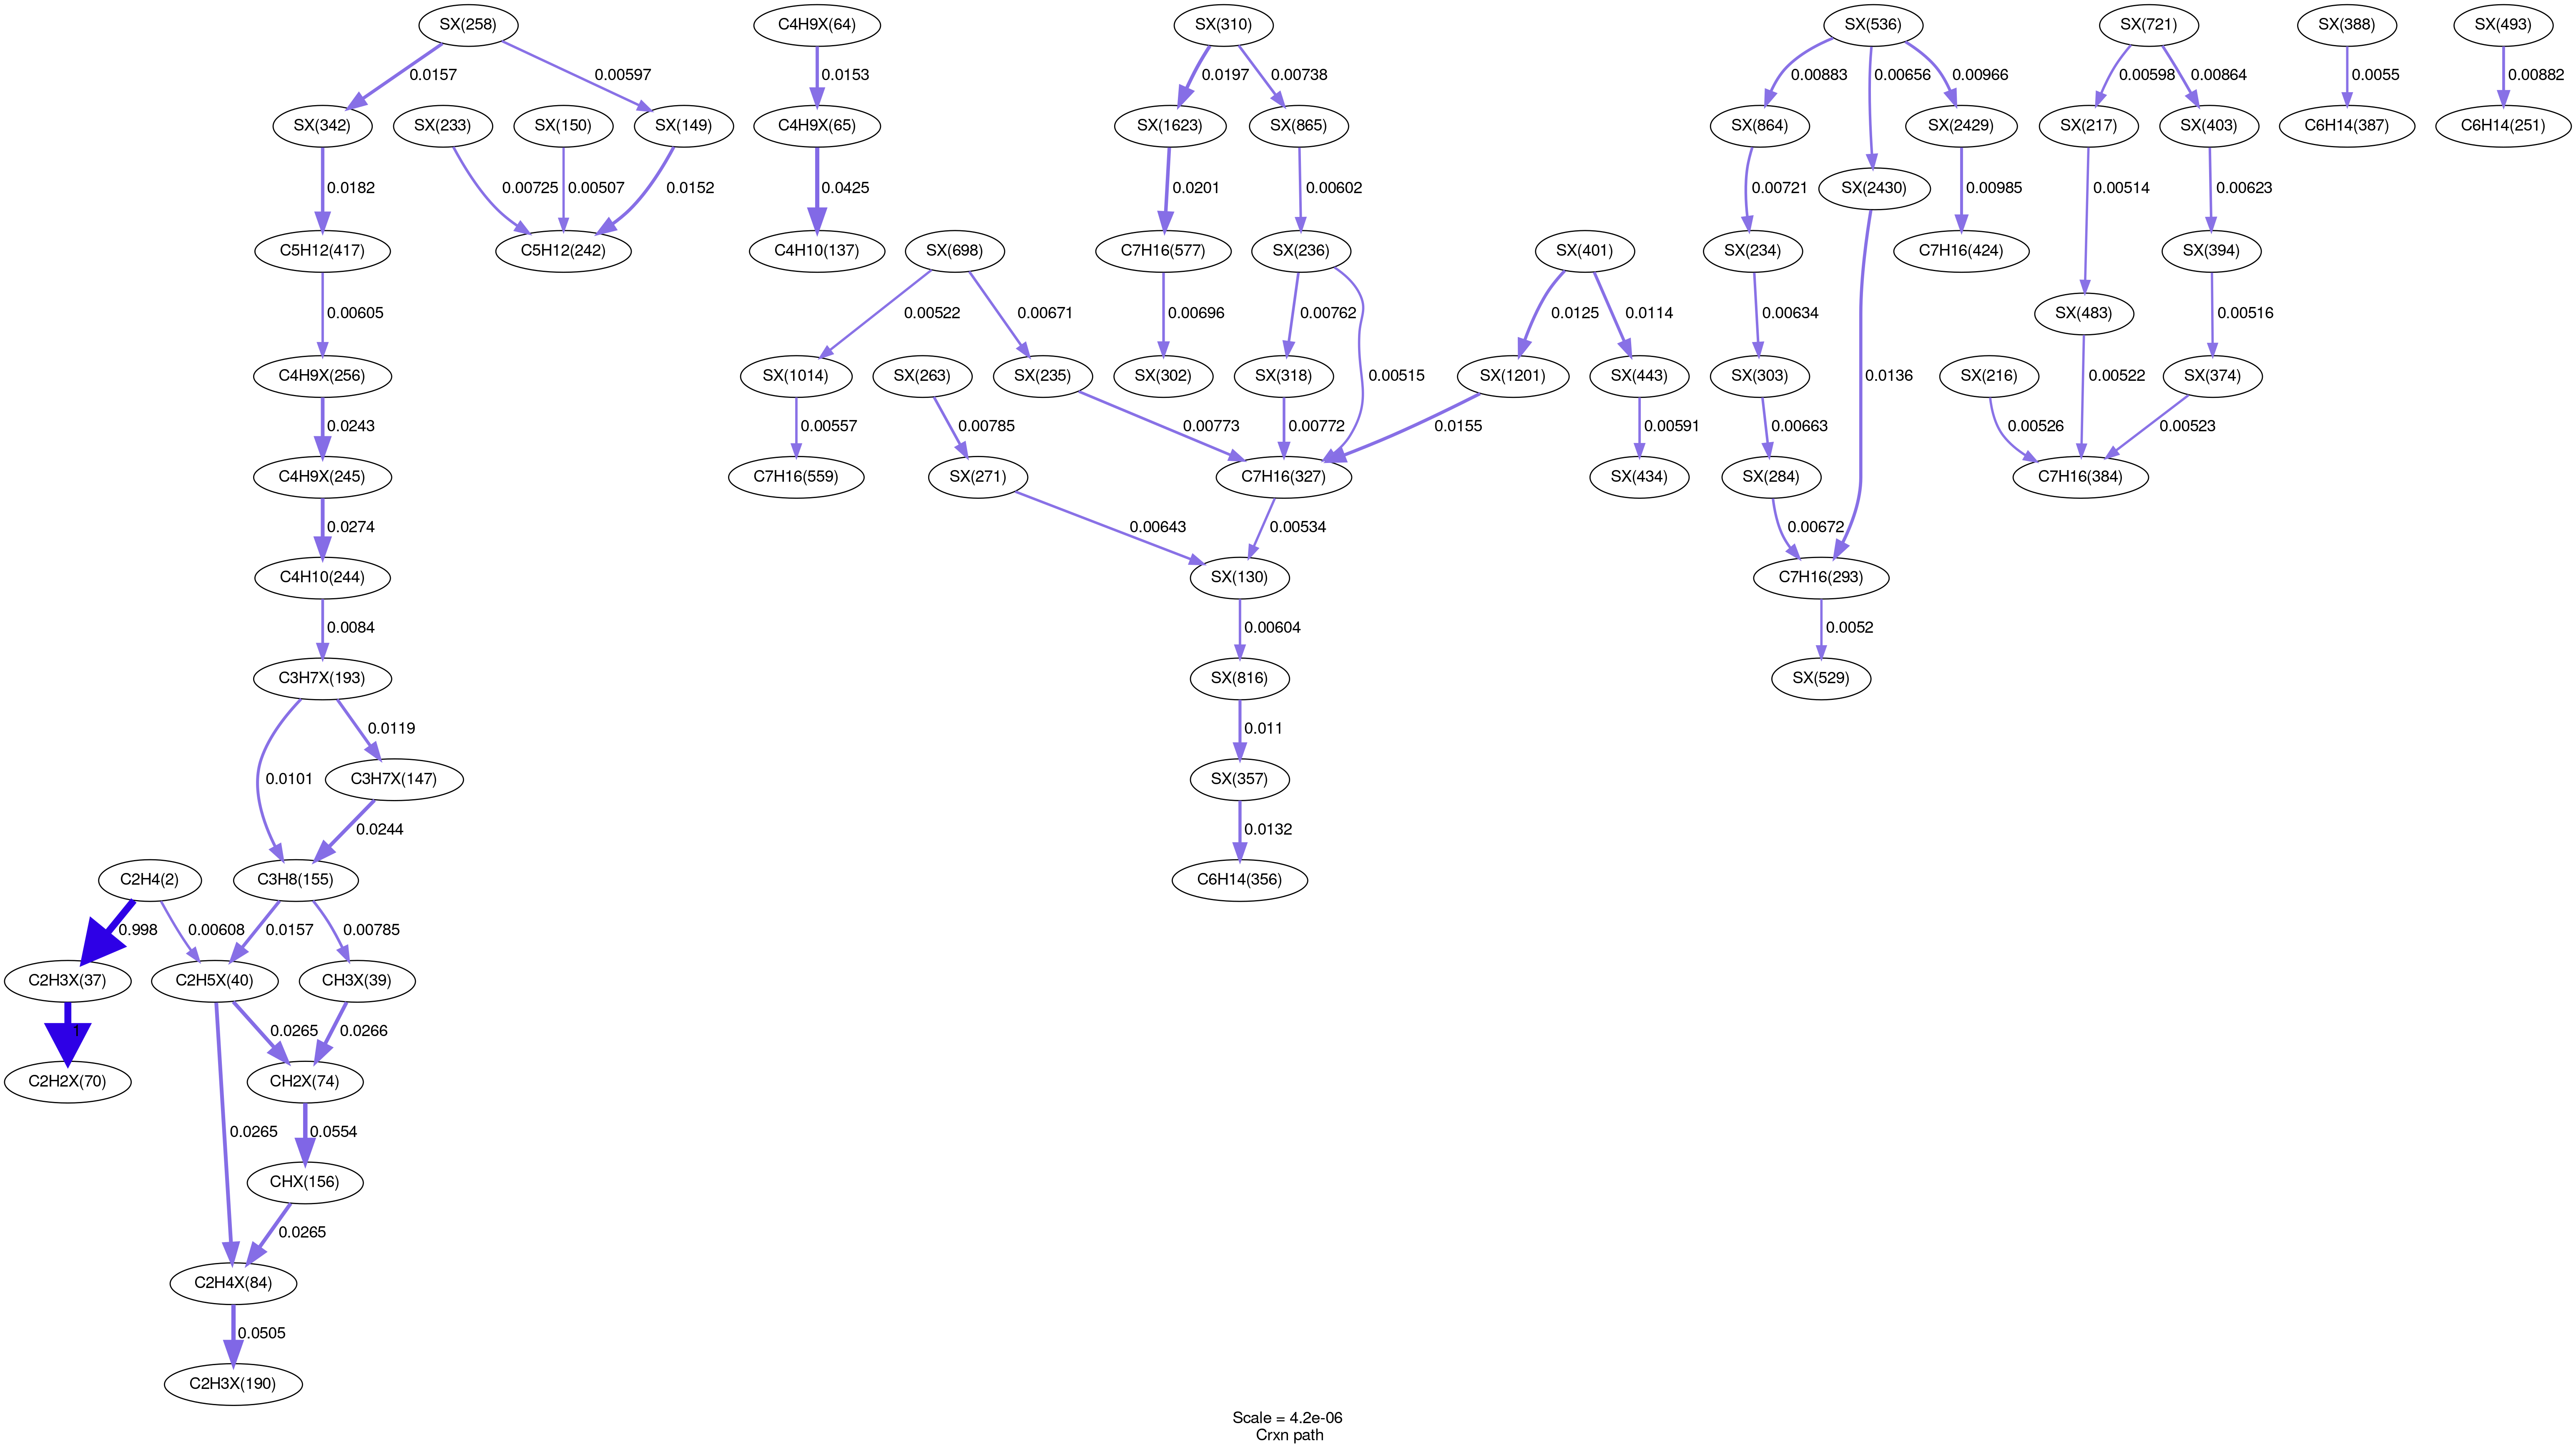 SX(258)
C4H9X(64)
SX(310)
SX(536)
SX(721)
SX(388)
SX(493)
0.0157
0.00597
0.0153
0.0197
0.00738
0.00883
0.00656
0.00966
0.00598
0.00864
0.0055
0.00882
SX(342)
SX(233)
SX(150)
SX(149)
C4H9X(65)
SX(1623)
SX(865)
SX(864)
SX(2429)
SX(217)
SX(403)
C6H14(387)
C6H14(251)
0.0182
0.00725
0.00507
0.0152
0.0425
0.0201
0.00602
0.00721
SX(2430)
0.00985
0.00514
0.00623
C5H12(417)
C5H12(242)
C4H10(137)
SX(698)
C7H16(577)
SX(236)
SX(401)
SX(234)
C7H16(424)
SX(394)
0.00605
0.00522
0.00671
0.00696
0.00762
0.0125
0.0114
0.00634
SX(483)
0.00516
C4H9X(256)
SX(1014)
SX(263)
SX(235)
SX(302)
SX(318)
0.00515
SX(1201)
SX(443)
SX(303)
0.0136
SX(216)
0.00522
SX(374)
0.0243
0.00557
0.00785
0.00773
0.00772
0.0155
0.00591
0.00663
0.00526
0.00523
C4H9X(245)
C7H16(559)
SX(271)
C7H16(327)
SX(434)
SX(284)
C7H16(384)
0.0274
0.00643
0.00534
0.00672
C4H10(244)
SX(130)
C7H16(293)
0.0084
0.00604
0.0052
C3H7X(193)
SX(816)
SX(529)
0.0119
0.011
0.0101
C3H7X(147)
SX(357)
0.0244
0.0132
C2H4(2)
C3H8(155)
C6H14(356)
0.998
0.00608
0.0157
0.00785
C2H3X(37)
C2H5X(40)
CH3X(39)
1
0.0265
0.0266
C2H2X(70)
CH2X(74)
0.0265
0.0554
CHX(156)
0.0265
C2H4X(84)
0.0505
C2H3X(190)
Scale = 4.2e-06
Crxn path